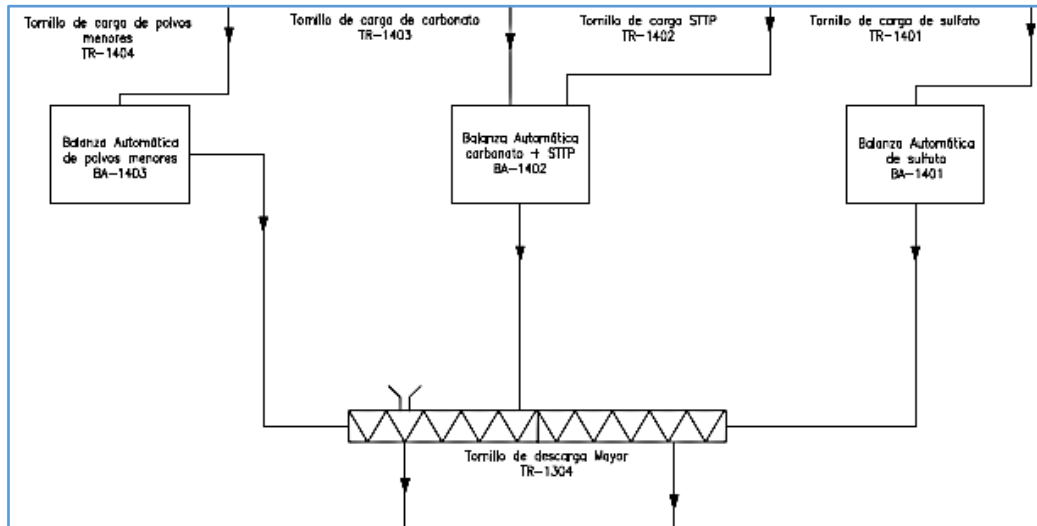 Tornillo de carga de polvos
menores
TR-1404
Tornillo de carga de carbonato
TR-1403
Tornillo de carga STTP
TR-1402
Tornillo de carga de sulfato
TR-1401
Balanza Automática
de polvos menores
BA-1403
Balanza Automática
carbonato + STTP
BA-1402
Balanza Automática
de sulfato
BA-1401
Tornillo de descarga Mayor
TR-1304